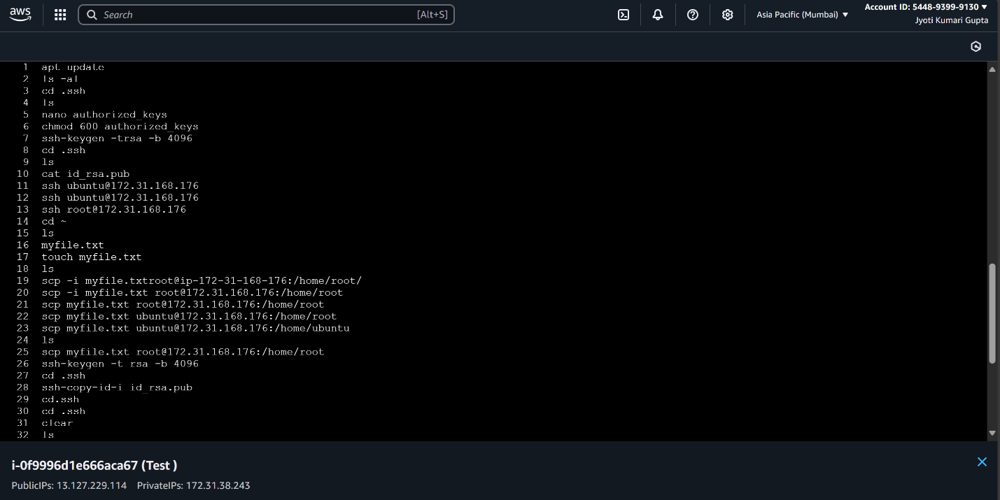 aws
Search [Alt+S]
Asia Pacific (Mumbai) ▼
Account ID: 5448-9399-9130 ▼
Jyoti Kumari Gupta
1 apt update
2 ls -al
3 cd .ssh
4 ls
5 nano authorized_keys
6 chmod 600 authorized_keys
7 ssh-keygen -trsa -b 4096
8 cd .ssh
9 ls
10 cat id_rsa.pub
11 ssh ubuntu@172.31.168.176
12 ssh ubuntu@172.31.168.176
13 ssh root@172.31.168.176
14 cd ~
15 ls
16 myfile.txt
17 touch myfile.txt
18 ls
19 scp -i myfile.txtroot@ip-172-31-168-176:/home/root/
20 scp -i myfile.txt root@172.31.168.176:/home/root
21 scp myfile.txt root@172.31.168.176:/home/root
22 scp myfile.txt ubuntu@172.31.168.176:/home/root
23 scp myfile.txt ubuntu@172.31.168.176:/home/ubuntu
24 ls
25 scp myfile.txt root@172.31.168.176:/home/root
26 ssh-keygen -t rsa -b 4096
27 cd .ssh
28 ssh-copy-id-i id_rsa.pub
29 cd.ssh
30 cd .ssh
31 clear
32 ls
i-0f9996d1e666aca67 (Test )
PublicIPs: 13.127.229.114 PrivateIPs: 172.31.38.243